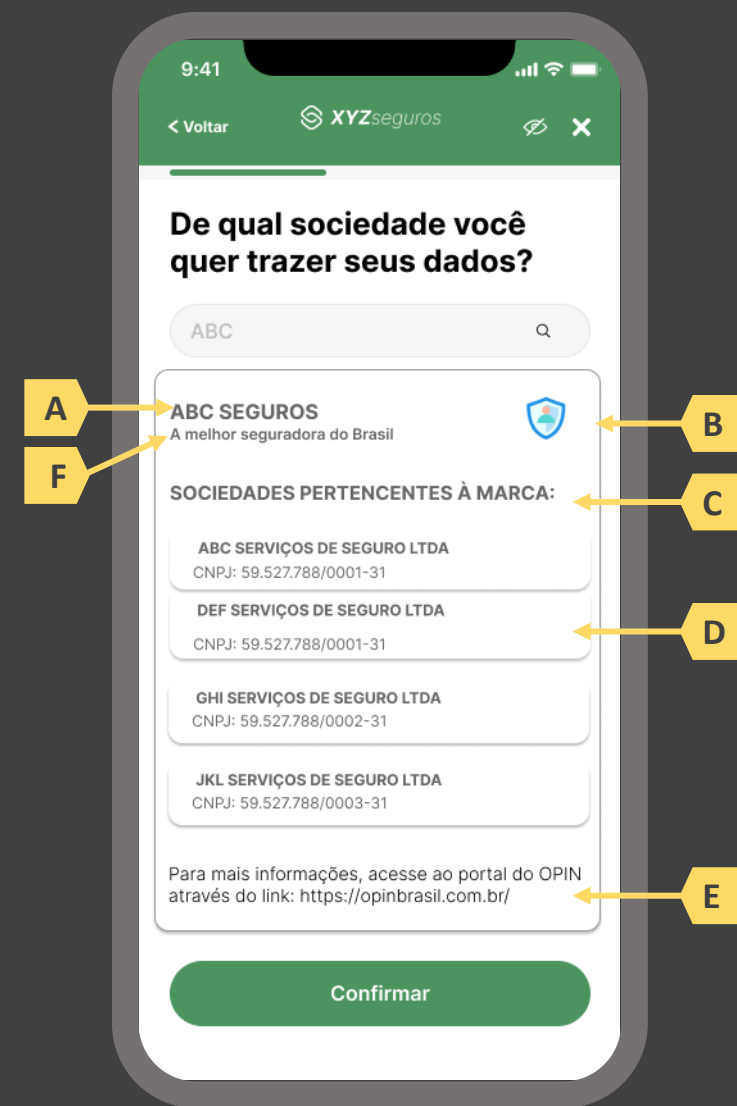 9:41
< Voltar
XYZseguros
De qual sociedade você
quer trazer seus dados?
ABC
A
ABC SEGUROS
B
F
A melhor seguradora do Brasil
C
SOCIEDADES PERTENCENTES À MARCA:
ABC SERVIÇOS DE SEGURO LTDA
CNPJ: 59.527.788/0001-31
DEF SERVIÇOS DE SEGURO LTDA
D
CNPJ: 59.527.788/0001-31
GHI SERVIÇOS DE SEGURO LTDA
CNPJ: 59.527.788/0002-31
JKL SERVIÇOS DE SEGURO LTDA
CNPJ: 59.527.788/0003-31
Para mais informações, acesse ao portal do OPIN
através do link: https://opinbrasil.com.br/
E
Confirmar